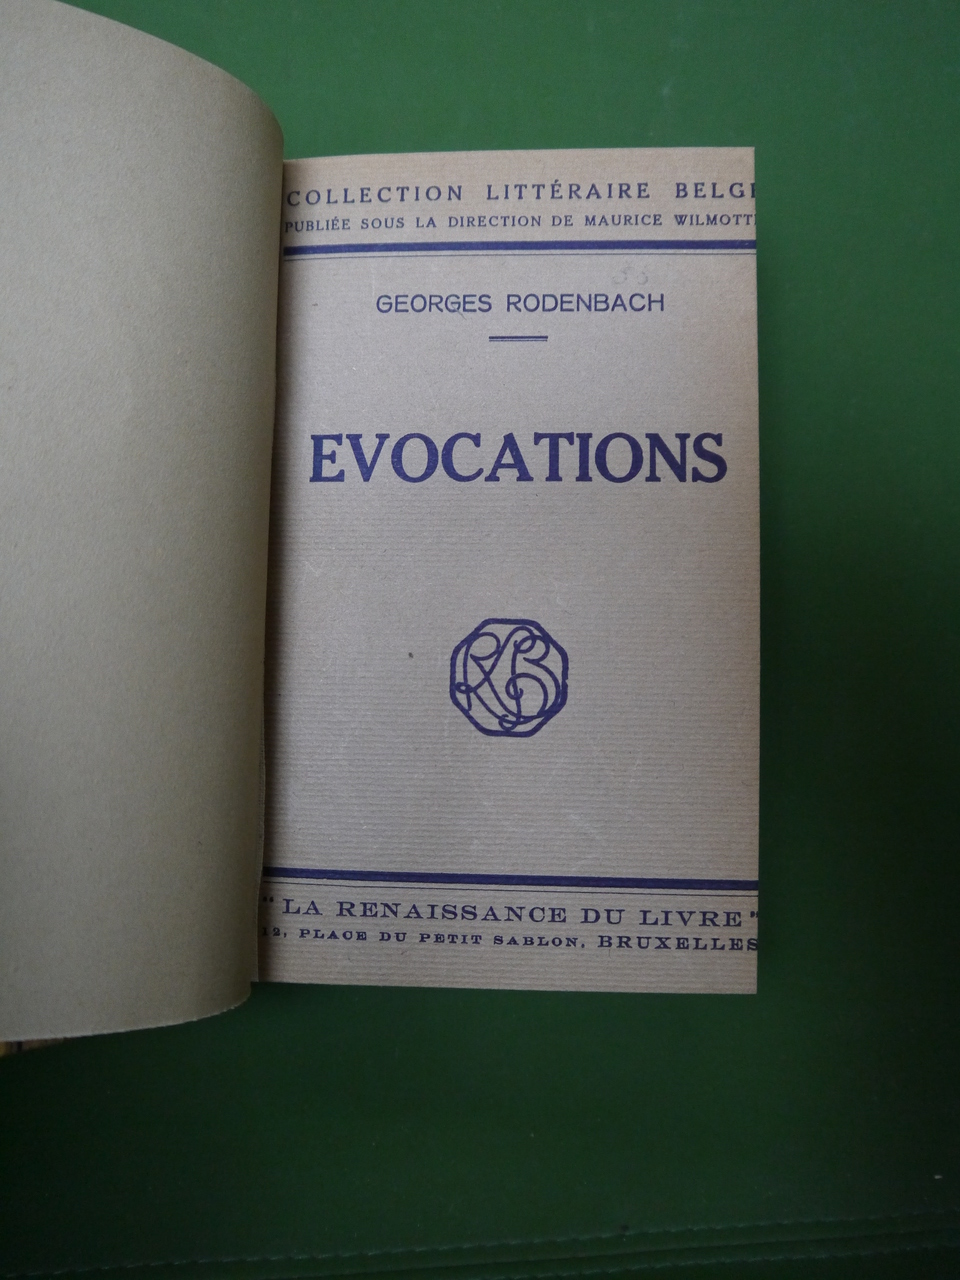 COLLECTION LITTÉRAIRE BELGE
PUBLIÉE SOUS LA DIRECTION DE MAURICE WILMOTTE
GEORGES RODENBACH
EVOCATIONS
RLB
"LA RENAISSANCE DU LIVRE"
12, PLACE DU PETIT SABLON, BRUXELLES